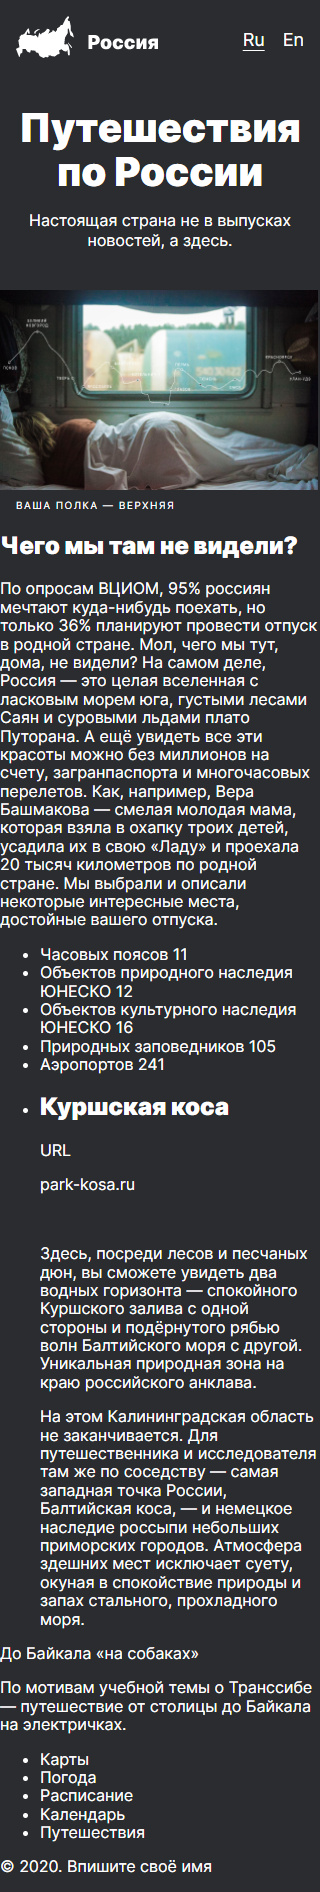 Россия
Ru En
Путешествия
по России
Настоящая страна не в выпусках
новостей, а здесь.
ВАША ПОЛКА — ВЕРХНЯЯ
Чего мы там не видели?
По опросам ВЦИОМ, 95% россиян
мечтают куда-нибудь поехать, но
только 36% планируют провести отпуск
в родной стране. Мол, чего мы тут,
дома, не видели? На самом деле,
Россия — это целая вселенная с
ласковым морем юга, густыми лесами
Саян и суровыми льдами плато
Путорана. А ещё увидеть все эти
красоты можно без миллионов на
счету, загранпаспорта и многочасовых
перелетов. Как, например, Вера
Башмакова — смелая молодая мама,
которая взяла в охапку троих детей,
усадила их в свою «Ладу» и проехала
20 тысяч километров по родной
стране. Мы выбрали и описали
некоторые интересные места,
достойные вашего отпуска.
• Часовых поясов 11
• Объектов природного наследия
ЮНЕСКО 12
• Объектов культурного наследия
ЮНЕСКО 16
• Природных заповедников 105
• Аэропортов 241
• Куршская коса
URL
park-kosa.ru
Здесь, посреди лесов и песчаных
дюн, вы сможете увидеть два
водных горизонта — спокойного
Куршского залива с одной
стороны и подёрнутого рябью
волн Балтийского моря с другой.
Уникальная природная зона на
краю российского анклава.
На этом Калининградская область
не заканчивается. Для
путешественника и исследователя
там же по соседству — самая
западная точка России,
Балтийская коса, — и немецкое
наследие россыпи небольших
приморских городов. Атмосфера
здешних мест исключает суету,
окуная в спокойствие природы и
запах стального, прохладного
моря.
До Байкала «на собаках»
По мотивам учебной темы о Транссибе
— путешествие от столицы до Байкала
на электричках.
• Карты
• Погода
• Расписание
• Календарь
• Путешествия
© 2020. Впишите своё имя